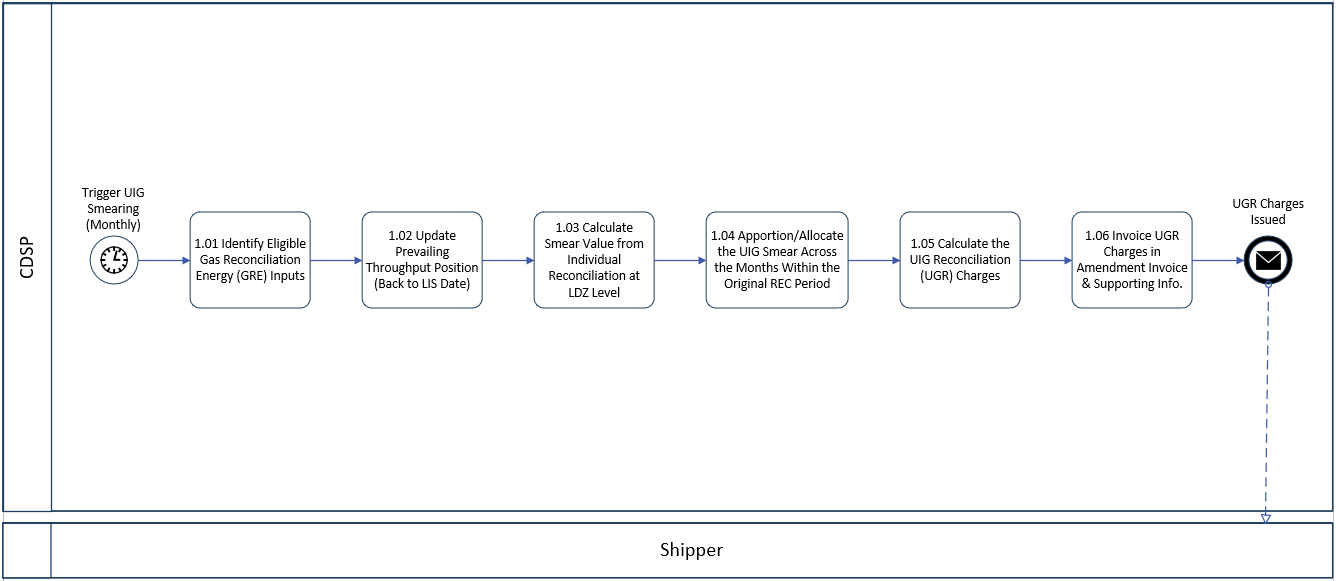 CDSP
Trigger UIG
Smearing
(Monthly)
1.01 Identify Eligible
Gas Reconciliation
Energy (GRE) Inputs
1.02 Update
Prevailing
Throughput Position
(Back to LIS Date)
1.03 Calculate
Smear Value from
Individual
Reconciliation at
LDZ Level
1.04 Apportion/Allocate
the UIG Smear Across
the Months Within the
Original REC Period
1.05 Calculate the
UIG Reconciliation
(UGR) Charges
1.06 Invoice UGR
Charges in
Amendment Invoice
& Supporting Info.
UGR Charges
Issued
Shipper